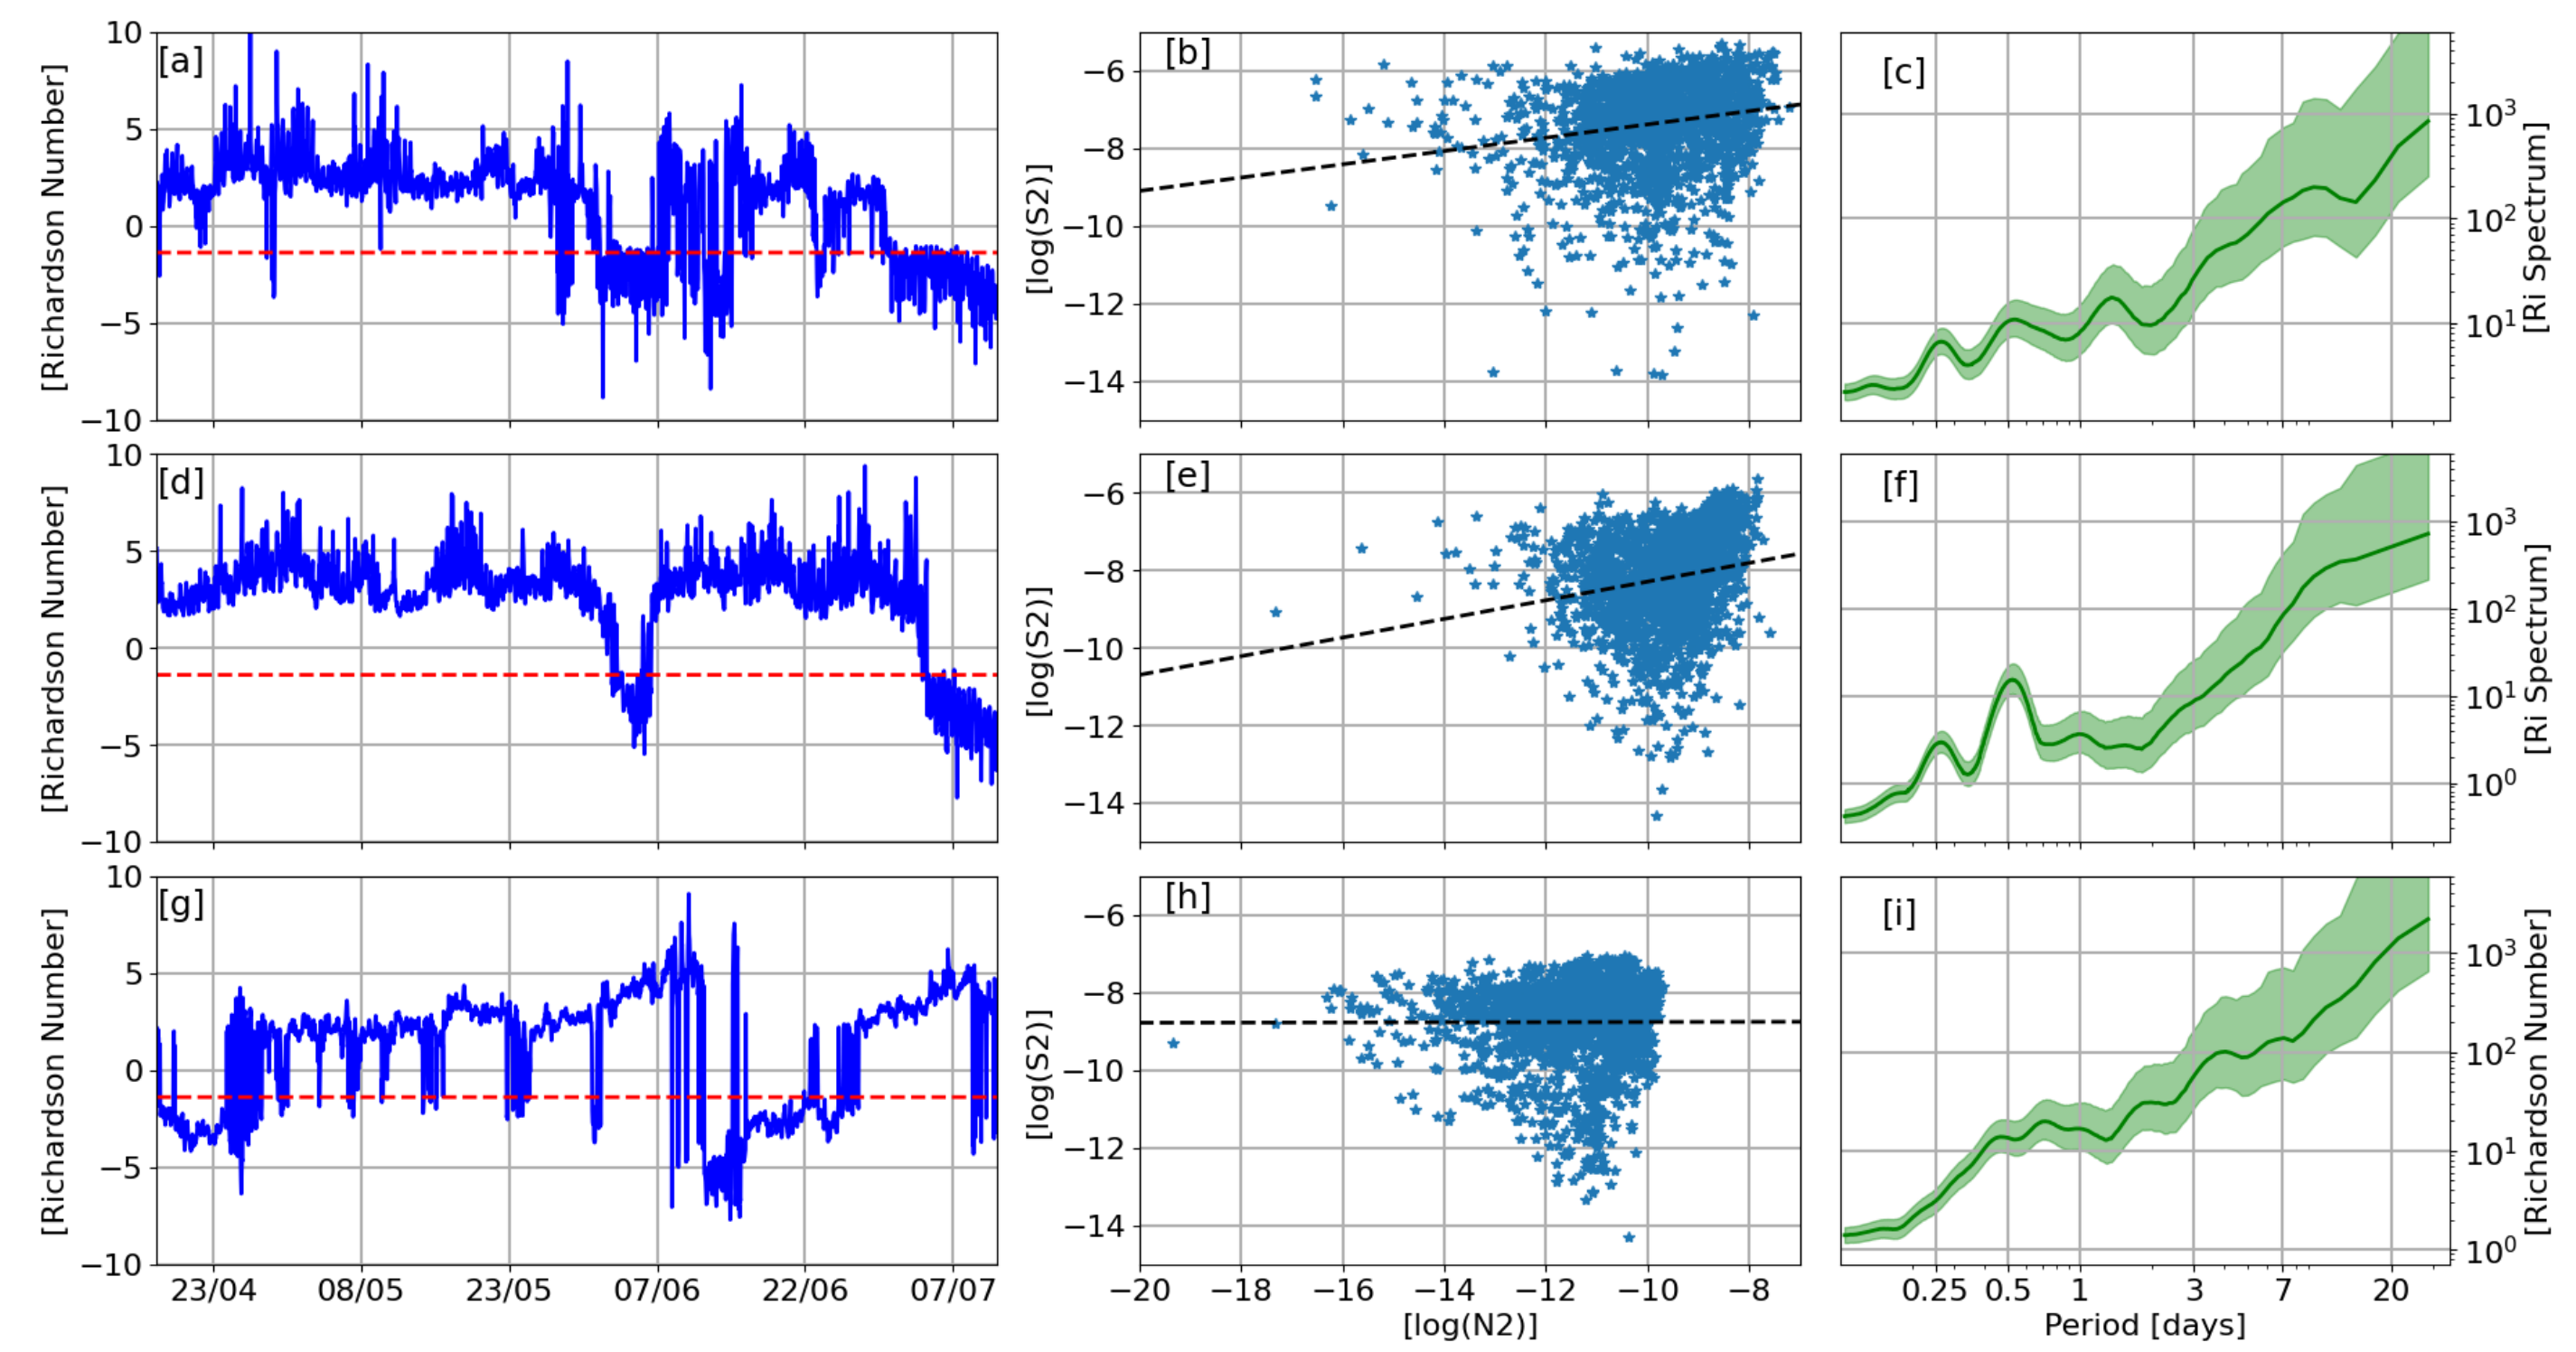 [a]
10
5
0
−5
−10
[Richardson Number]
[b]
−6
−8
−10
−12
−14
[log(S2)]
[c]
10³
10²
10¹
[Ri Spectrum]
[d]
10
5
0
−5
−10
[Richardson Number]
[e]
−6
−8
−10
−12
−14
[log(S2)]
[f]
10³
10²
10¹
10⁰
[Ri Spectrum]
[g]
10
5
0
−5
−10
[Richardson Number]
23/04 08/05 23/05 07/06 22/06 07/07
[h]
−6
−8
−10
−12
−14
[log(S2)]
−20 −18 −16 −14 −12 −10 −8
[log(N2)]
[i]
10³
10²
10¹
10⁰
[Richardson Number]
0.25 0.5 1 3 7 20
Period [days]